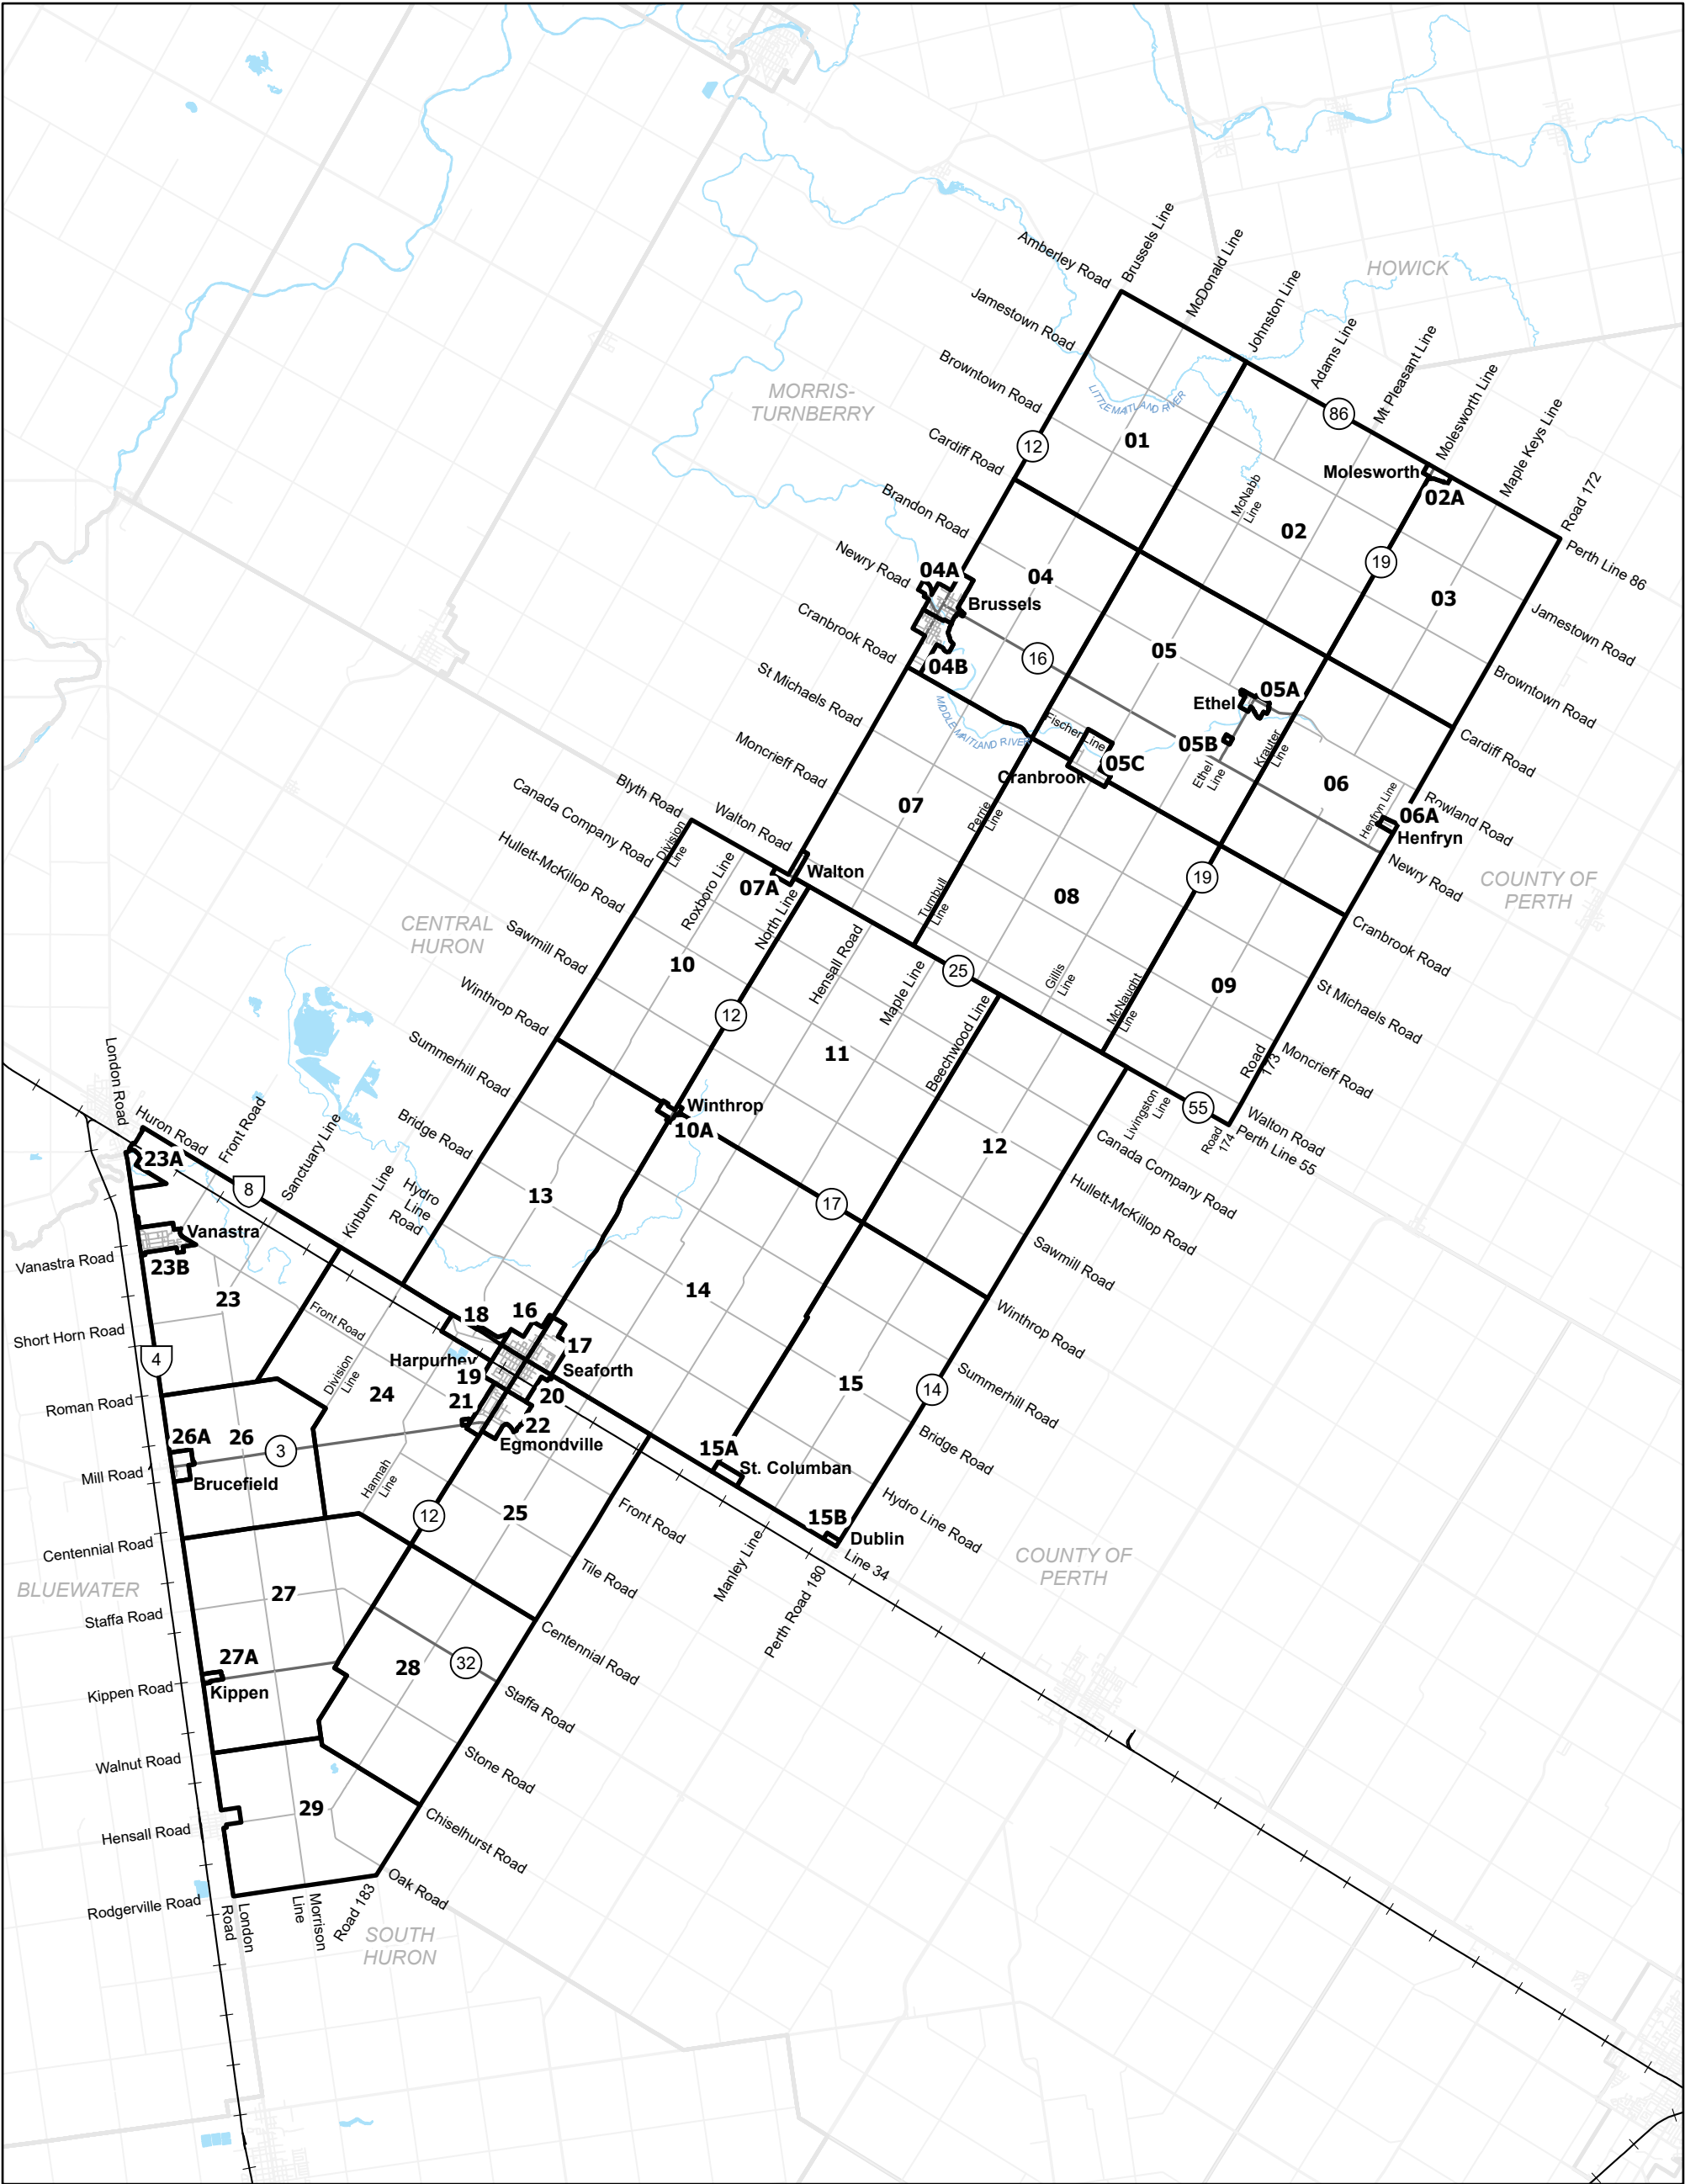 Amberley Road
Brussels Line
McDonald Line
Johnston Line
HOWICK
Jamestown Road
Adams Line
Mt Pleasant Line
Browntown Road
Molesworth Line
MORRIS-
TURNBERRY
LITTLE MAITLAND RIVER
86
Maple Keys Line
01
12
Cardiff Road
Molesworth
02A
Road 172
McNabb
Line
Brandon Road
02
Perth Line 86
Newry Road
19
04A
04
03
Brussels
Jamestown Road
Cranbrook Road
16
05
04B
Browntown Road
St Michaels Road
Ethel
05A
MIDDLE MAITLAND RIVER
Fischer Line
05B
Krauter
Line
Cardiff Road
Moncrieff Road
05C
Cranbrook
Ethel
Line
06
Blyth Road
Canada Company Road
Walton Road
07
Perrie
Line
Henfryn Line
Rowland Road
06A
Henfryn
Division
Line
Hullett-McKillop Road
Roxboro Line
07A
Walton
19
Newry Road
COUNTY OF
PERTH
Turnbull
Line
08
CENTRAL
HURON
Sawmill Road
North Line
Hensall Road
Cranbrook Road
10
Maple Line
25
Gillis
Line
09
Winthrop Road
12
McNaught
Line
St Michaels Road
Summerhill Road
11
Beechwood Line
Road
173
Moncrieff Road
London Road
Huron Road
Front Road
Bridge Road
Winthrop
10A
Livingston
Line
55
Road
174
Walton Road
Perth Line 55
Sanctuary Line
12
Canada Company Road
23A
8
Kinburn Line
Hydro
Line
Road
13
17
Hullett-McKillop Road
Vanastra
Vanastra Road
23B
Sawmill Road
23
14
Front Road
18
16
Winthrop Road
Short Horn Road
17
4
Harpurhey
Seaforth
Summerhill Road
Division
Line
19
15
14
Roman Road
24
21
20
22
Bridge Road
26A
26
3
Egmondville
15A
St. Columban
Mill Road
Brucefield
Hannah
Line
Hydro Line Road
12
25
Front Road
15B
Dublin
Centennial Road
Manley Line
Line 34
COUNTY OF
PERTH
BLUEWATER
27
Tile Road
Perth Road 180
Staffa Road
Centennial Road
27A
28
32
Kippen Road
Kippen
Staffa Road
Walnut Road
Stone Road
29
Hensall Road
Chiselhurst Road
Oak Road
Rodgerville Road
London
Road
Morrison
Line
Road 183
SOUTH
HURON